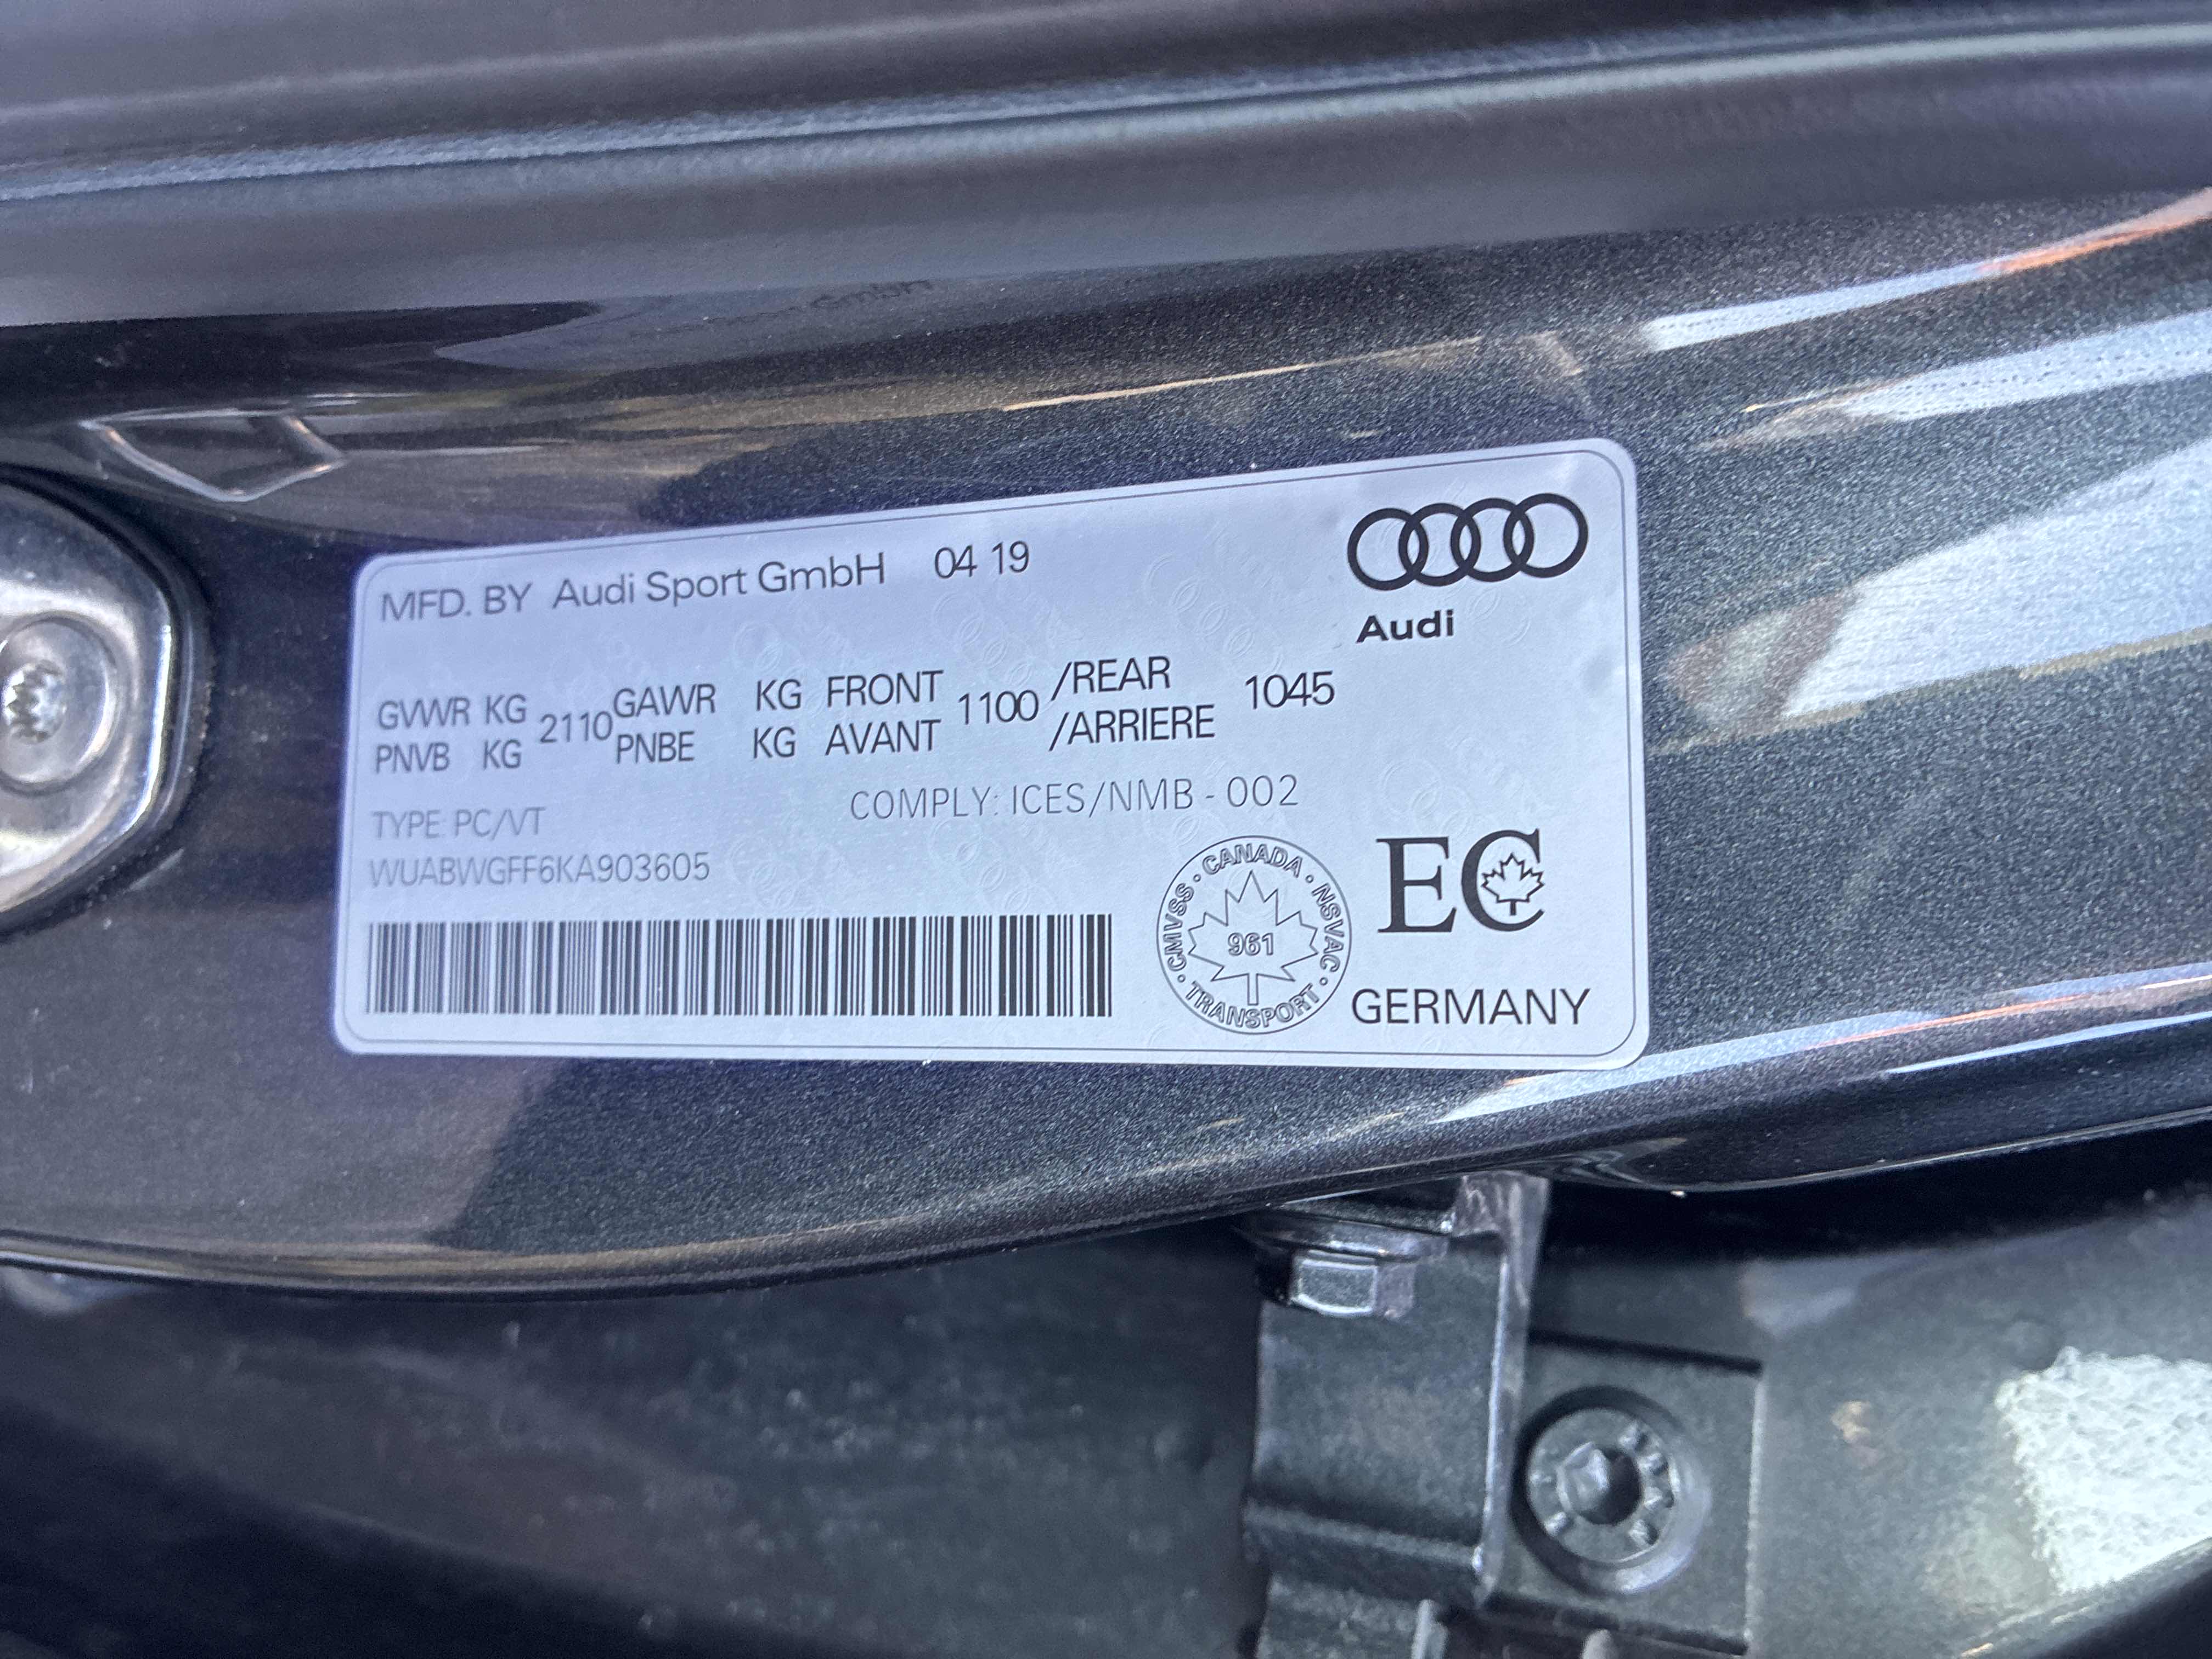 MFD. BY Audi Sport GmbH 04 19
Audi
GVWR KG 2110 GAWR KG FRONT 1100 /REAR 1045
PNVB KG PNBE KG AVANT /ARRIERE
COMPLY: ICES/NMB - 002
TYPE PC/VT
WUABWGFF6KA903605
CANADA · NSVAC · TRANSPORT · CMVSS ·
961
EC
GERMANY